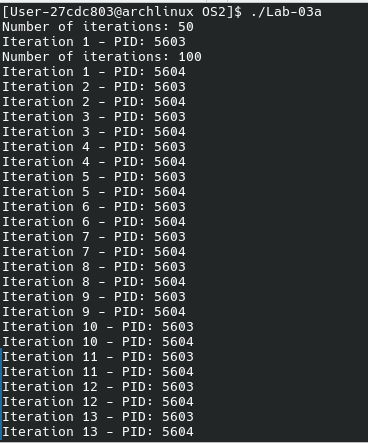 [User-27cdc803@archlinux OS2]$ ./Lab-03a
Number of iterations: 50
Iteration 1 – PID: 5603
Number of iterations: 100
Iteration 1 – PID: 5604
Iteration 2 – PID: 5603
Iteration 2 – PID: 5604
Iteration 3 – PID: 5603
Iteration 3 – PID: 5604
Iteration 4 – PID: 5603
Iteration 4 – PID: 5604
Iteration 5 – PID: 5603
Iteration 5 – PID: 5604
Iteration 6 – PID: 5603
Iteration 6 – PID: 5604
Iteration 7 – PID: 5603
Iteration 7 – PID: 5604
Iteration 8 – PID: 5603
Iteration 8 – PID: 5604
Iteration 9 – PID: 5603
Iteration 9 – PID: 5604
Iteration 10 – PID: 5603
Iteration 10 – PID: 5604
Iteration 11 – PID: 5603
Iteration 11 – PID: 5604
Iteration 12 – PID: 5603
Iteration 12 – PID: 5604
Iteration 13 – PID: 5603
Iteration 13 – PID: 5604